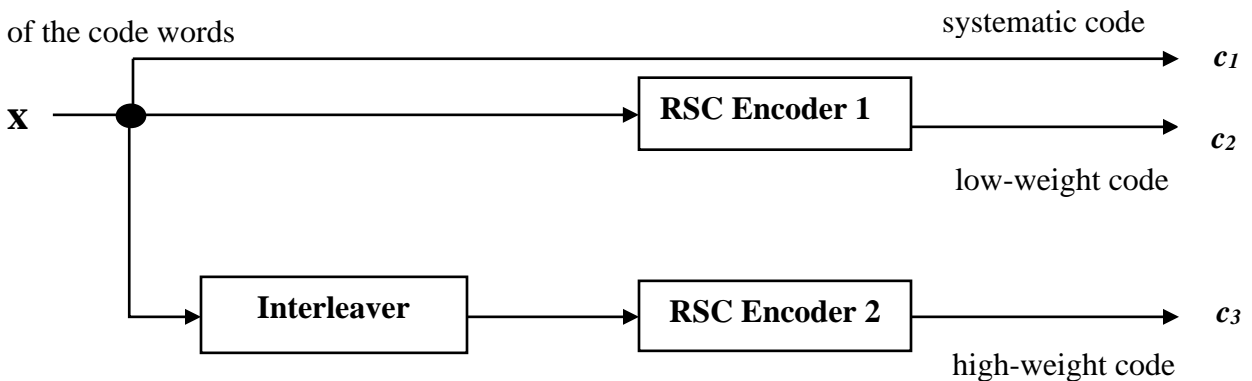 of the code words
systematic code
c1
x
RSC Encoder 1
c2
low-weight code
Interleaver
RSC Encoder 2
c3
high-weight code